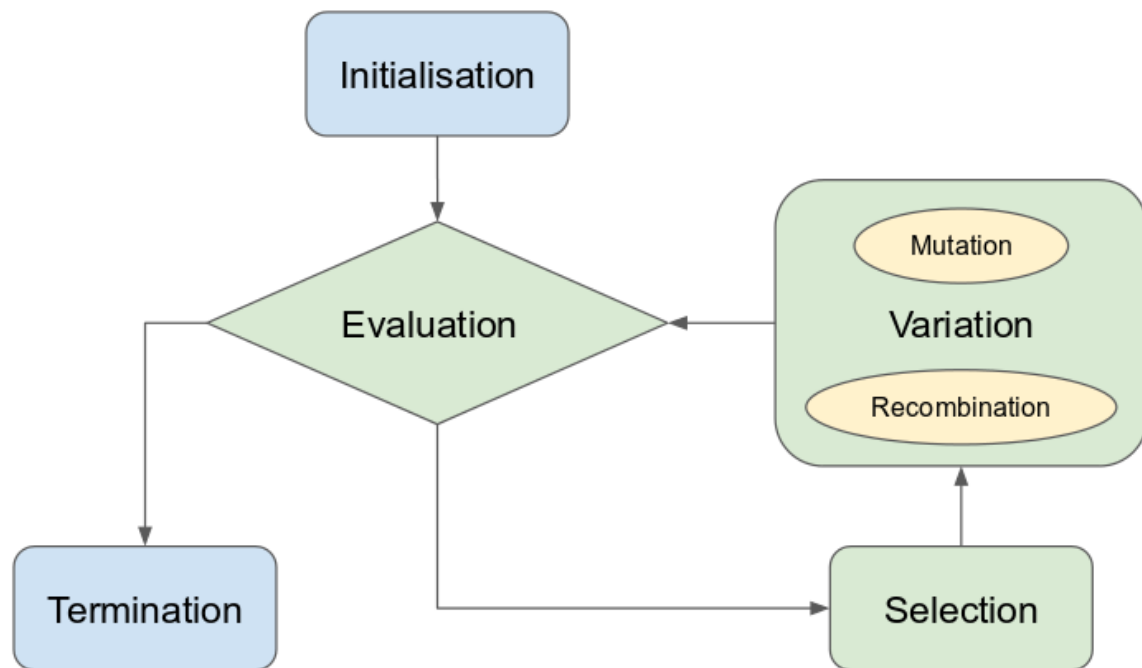 Initialisation
Mutation
Evaluation
Variation
Recombination
Termination
Selection